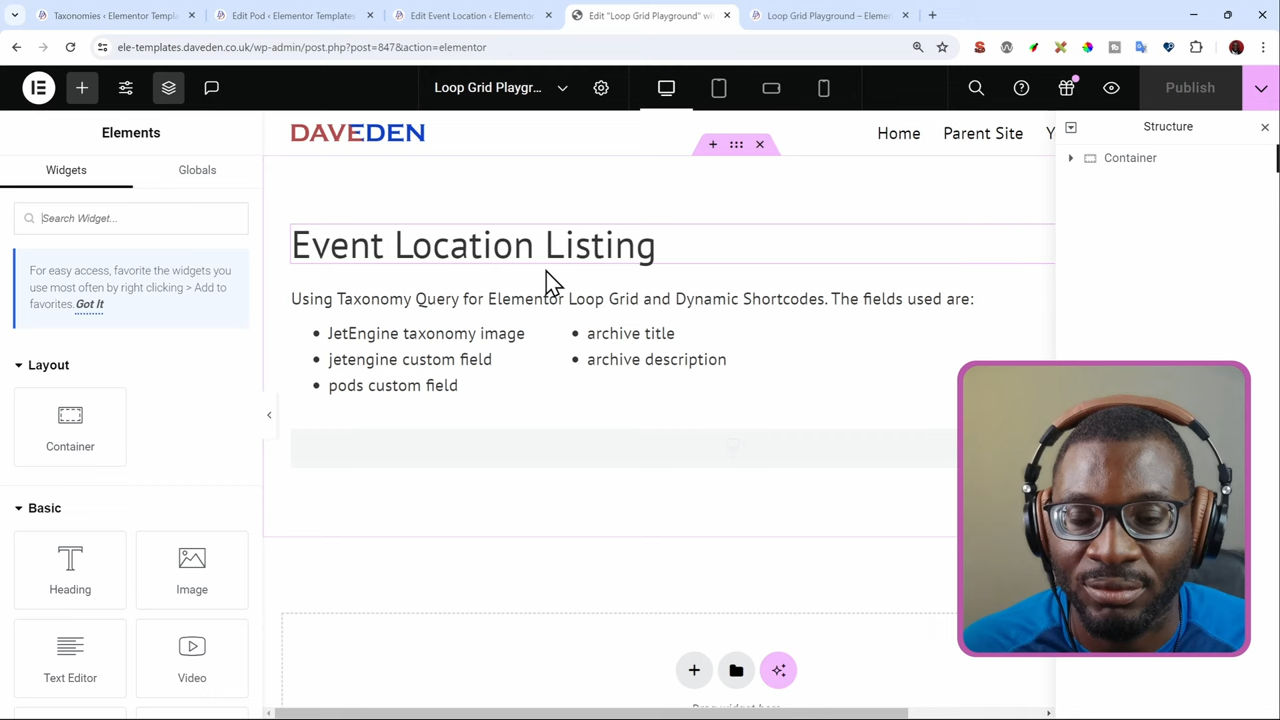 Taxonomies ‹ Elementor Templ
Edit Pod ‹ Elementor Templates
Edit Event Location ‹ Elementor
Edit "Loop Grid Playground" wi
Loop Grid Playground – Elemen
ele-templates.daveden.co.uk/wp-admin/post.php?post=847&action=elementor
Loop Grid Playgr...
Publish
Elements
DAVEDEN
Home
Parent Site
Y
Structure
Widgets
Globals
Container
Search Widget...
Event Location Listing
For easy access, favorite the widgets you
use most often by right clicking > Add to
favorites. Got It
Using Taxonomy Query for Elementor Loop Grid and Dynamic Shortcodes. The fields used are:
JetEngine taxonomy image
archive title
jetengine custom field
archive description
pods custom field
Layout
Container
Basic
Heading
Image
Text Editor
Video
Drag widget here